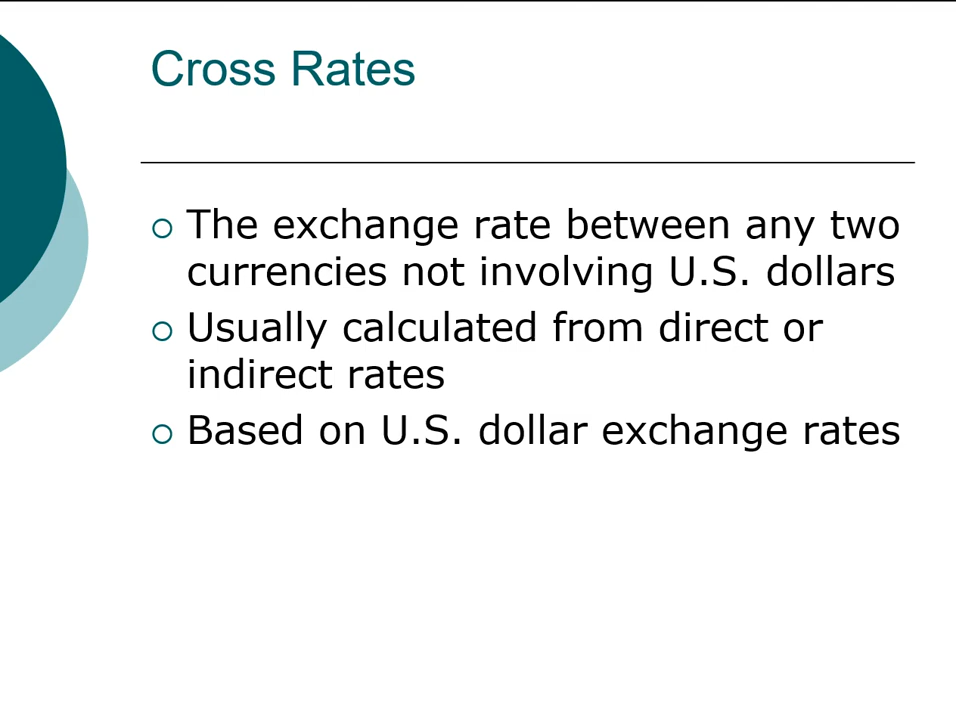 Cross Rates
The exchange rate between any two
currencies not involving U.S. dollars
Usually calculated from direct or
indirect rates
Based on U.S. dollar exchange rates